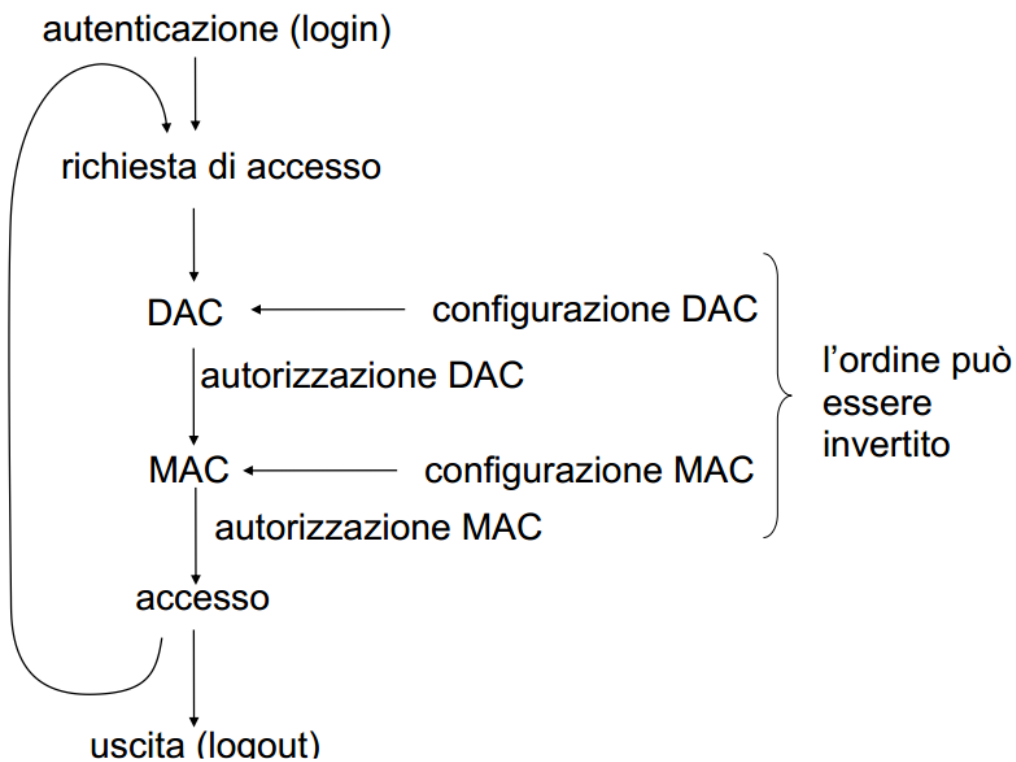 autenticazione (login)
richiesta di accesso
DAC
configurazione DAC
autorizzazione DAC
MAC
configurazione MAC
autorizzazione MAC
l'ordine può
essere
invertito
accesso
uscita (logout)